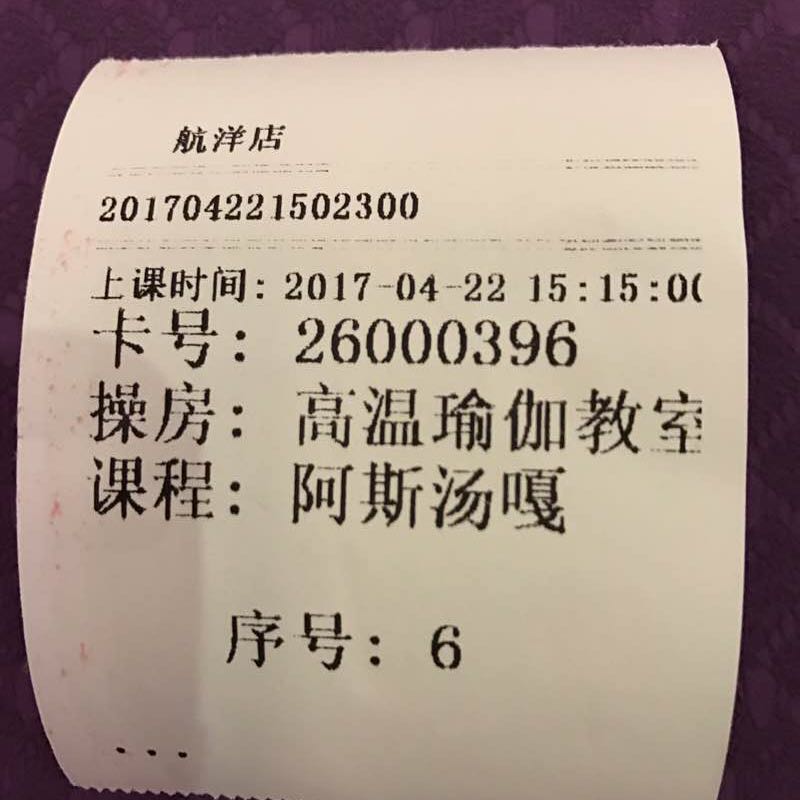 航洋店
201704221502300
上课时间: 2017-04-22 15:15:0
卡号: 26000396
操房: 高温瑜伽教室
课程: 阿斯汤嘎
序号: 6
...